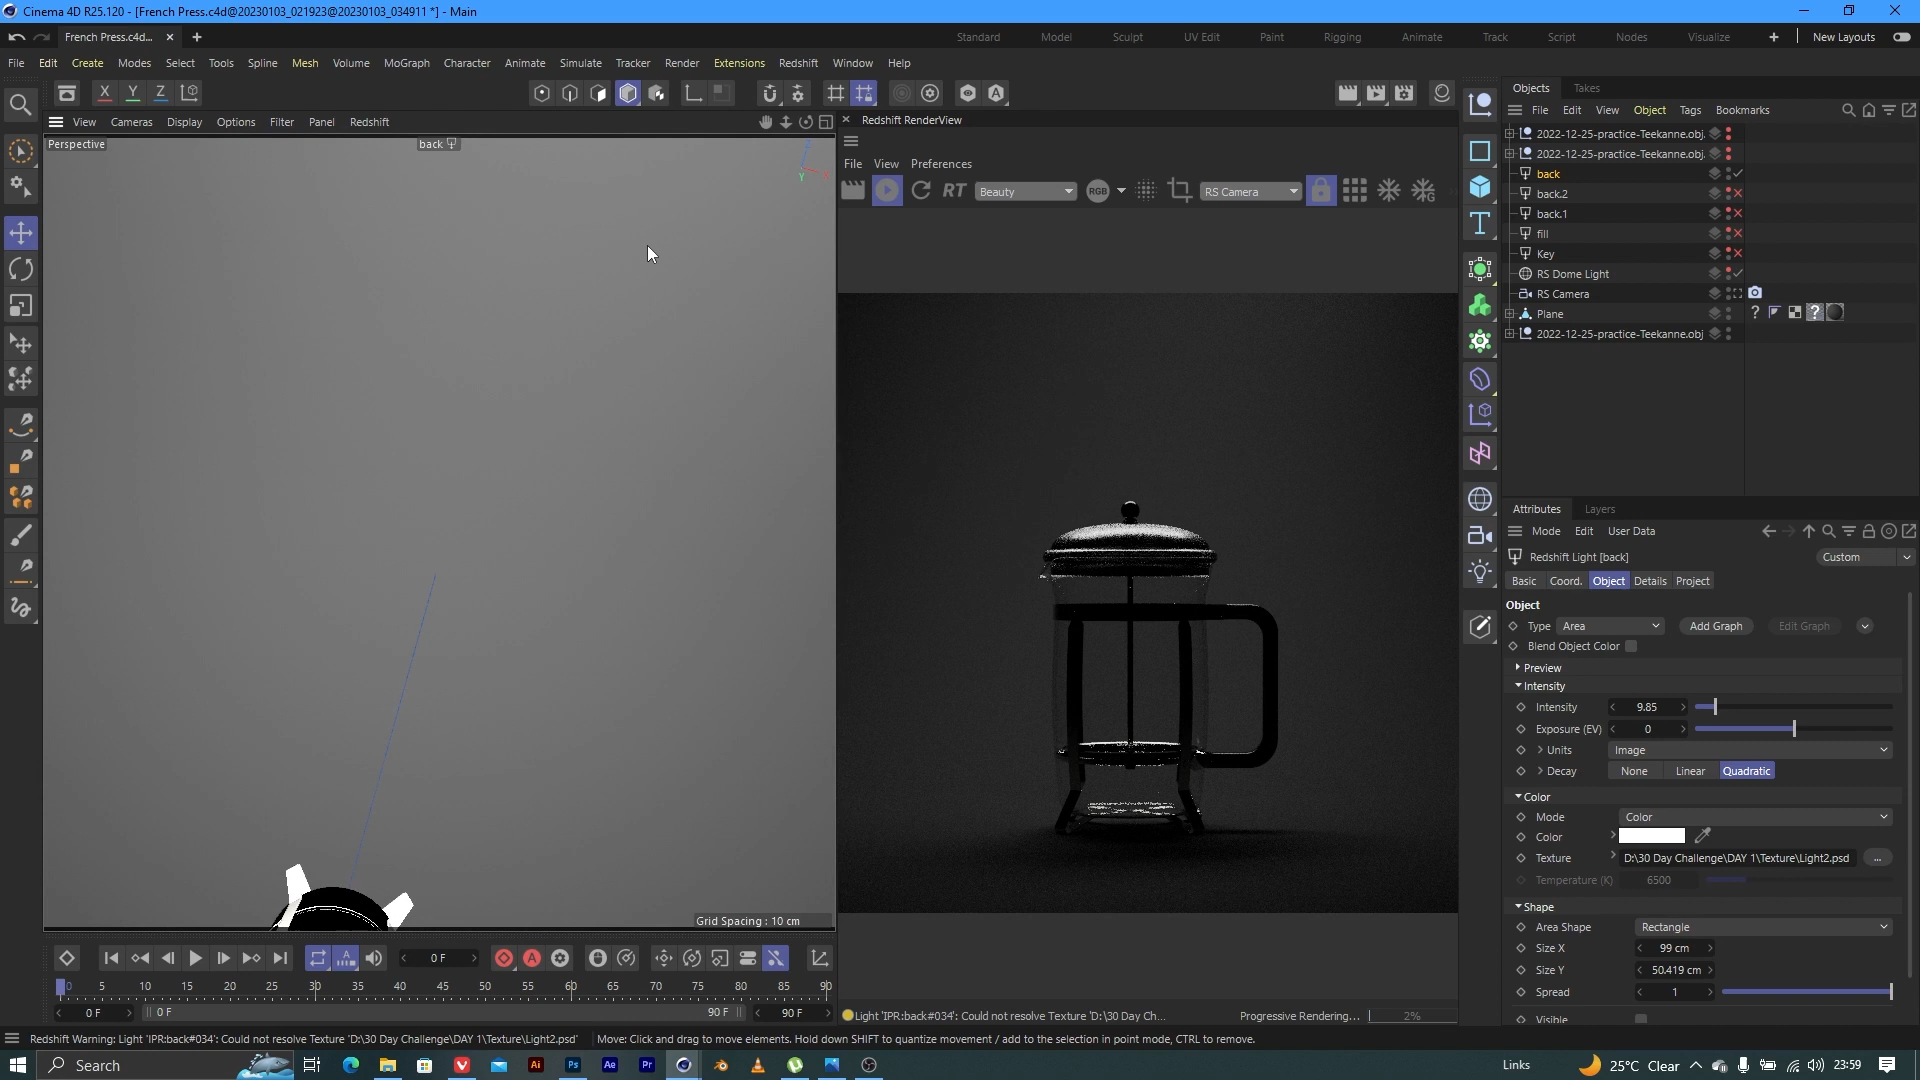 Cinema 4D R25.120 - [French Press.c4d@20230103_021923@20230103_034911 *] - Main
French Press.c4d...
Standard Model Sculpt UV Edit Paint Rigging Animate Track Script Nodes Visualize New Layouts
File Edit Create Modes Select Tools Spline Mesh Volume MoGraph Character Animate Simulate Tracker Render Extensions Redshift Window Help
X Y Z
View Cameras Display Options Filter Panel Redshift
Perspective
back
Z
X
Y
Grid Spacing : 10 cm
Redshift RenderView
File View Preferences
RT Beauty RGB RS Camera
Light 'IPR:back#034': Could not resolve Texture 'D:\30 Day Ch...
Progressive Rendering...
2%
Objects Takes
File Edit View Object Tags Bookmarks
2022-12-25-practice-Teekanne.obj.
2022-12-25-practice-Teekanne.obj.
back
back.2
back.1
fill
Key
RS Dome Light
RS Camera
Plane
2022-12-25-practice-Teekanne.obj
Attributes Layers
Mode Edit User Data
Redshift Light [back]
Custom
Basic Coord. Object Details Project
Object
Type Area Add Graph Edit Graph
Blend Object Color
Preview
Intensity
Intensity 9.85
Exposure (EV) 0
Units Image
Decay None Linear Quadratic
Color
Mode Color
Color
Texture D:\30 Day Challenge\DAY 1\Texture\Light2.psd ...
Temperature (K) 6500
Shape
Area Shape Rectangle
Size X 99 cm
Size Y 50.419 cm
Spread 1
Visible
0 F
0 5 10 15 20 25 30 35 40 45 50 55 60 65 70 75 80 85 90
0 F 0 F 90 F 90 F
Redshift Warning: Light 'IPR:back#034': Could not resolve Texture 'D:\30 Day Challenge\DAY 1\Texture\Light2.psd'
Move: Click and drag to move elements. Hold down SHIFT to quantize movement / add to the selection in point mode, CTRL to remove.
Search
Ai Ps Ae Pr
Links
25°C Clear
23:59